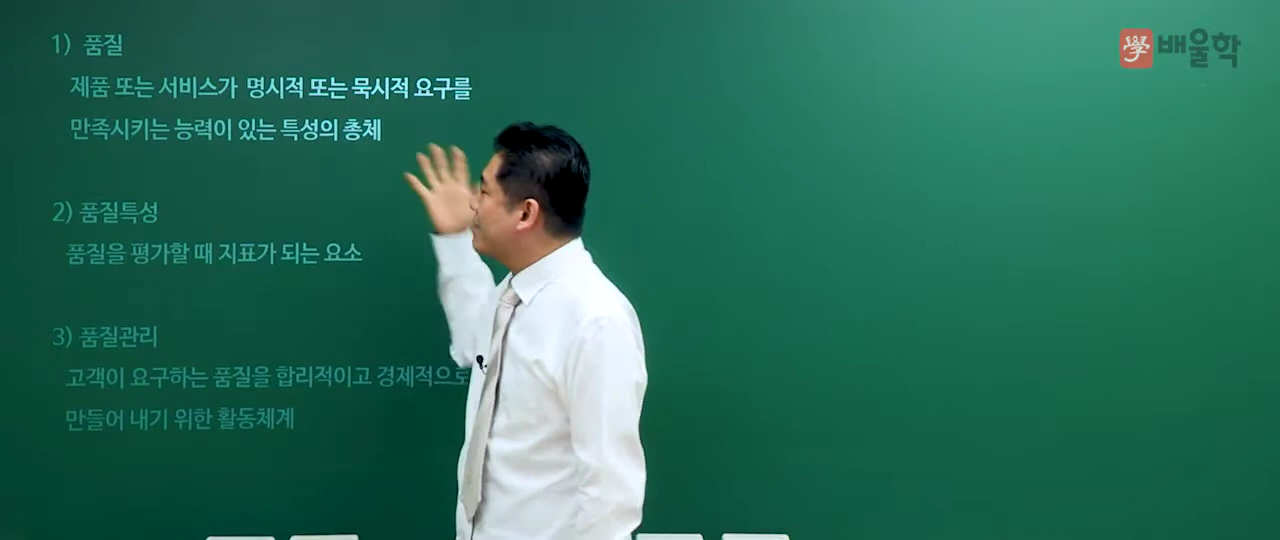 1) 품질
제품 또는 서비스가 명시적 또는 묵시적 요구를
만족시키는 능력이 있는 특성의 총체
2) 품질특성
품질을 평가할 때 지표가 되는 요소
3) 품질관리
고객이 요구하는 품질을 합리적이고 경제적으로
만들어 내기 위한 활동체계
學 배울학